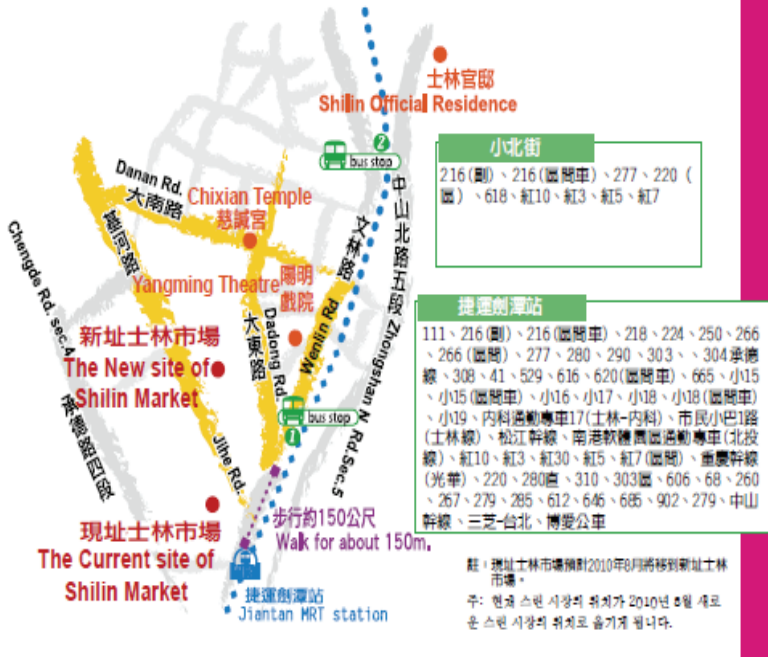 士林官邸
Shilin Official Residence
2
bus stop
小北街
216(副)、216(區間車)、277、220(
區)、618、紅10、紅3、紅5、紅7
Danan Rd.
大南路
Chixian Temple
慈諴宮
文林路
中山北路五段 Zhongshan N. Rd.Sec.5
Chengde Rd. sec.4
承德路四段
基河路
Jihe Rd.
Yangming Theatre
陽明
戲院
Wenlin Rd
大東路
Dadong Rd.
新址士林市場
The New site of
Shilin Market
bus stop
1
捷運劍潭站
111、216(副)、216(區間車)、218、224、250、266
、266(區間)、277、280、290、303、、304承德
線、308、41、529、616、620(區間車)、665、小15
、小15(區間車)、小16、小17、小18、小18(區間車)
、小19、內科通勤專車17(士林-內科)、市民小巴1路
(士林線)、松江幹線、南港軟體園區通勤專車(北投
線)、紅10、紅3、紅30、紅5、紅7(區間)、重慶幹線
(光華)、220、280直、310、303區、606、68、260
、267、279、285、612、646、685、902、279、中山
幹線、三芝-台北、博愛公車
現址士林市場
The Current site of
Shilin Market
步行約150公尺
Walk for about 150m.
捷運劍潭站
Jiantan MRT station
註：現址士林市場預計2010年8月將移到新址士林
市場。
주: 현재 스린 시장의 위치가 2010년 8월 새로
운 스린 시장의 위치로 옮기게 됩니다.